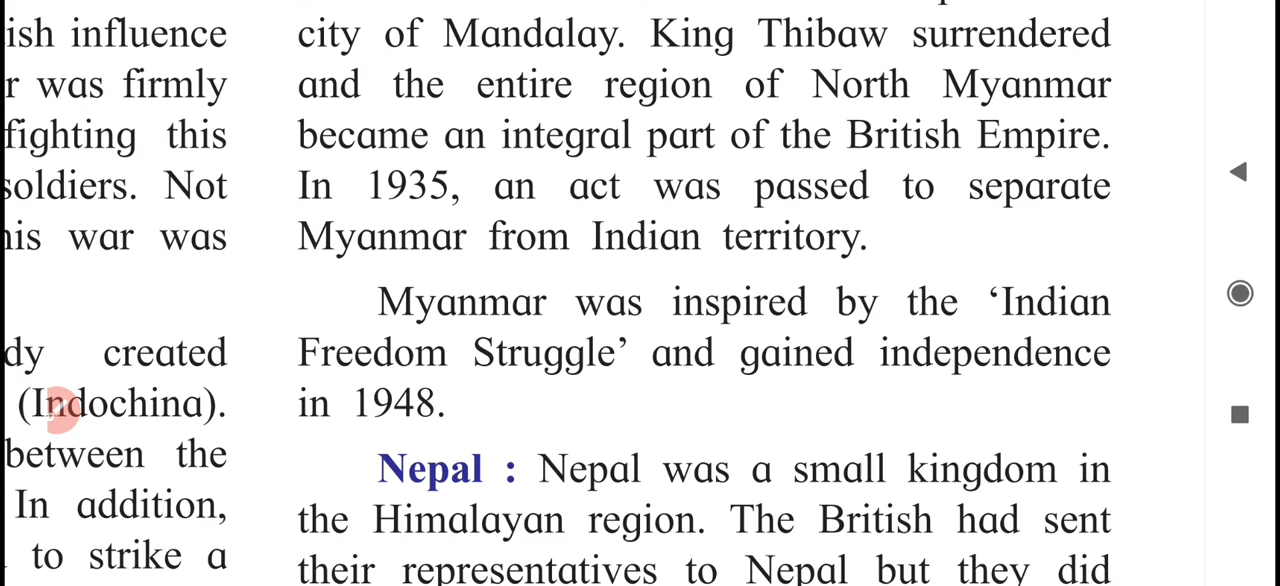 ish influence
r was firmly
fighting this
soldiers. Not
his war was
dy created
(Indochina).
between the
In addition,
to strike a
city of Mandalay. King Thibaw surrendered
and the entire region of North Myanmar
became an integral part of the British Empire.
In 1935, an act was passed to separate
Myanmar from Indian territory.
Myanmar was inspired by the ‘Indian
Freedom Struggle’ and gained independence
in 1948.
Nepal : Nepal was a small kingdom in
the Himalayan region. The British had sent
their representatives to Nepal but they did